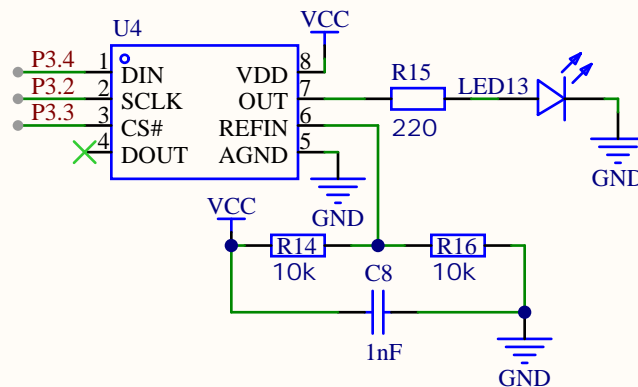 U4
VCC
P3.4 1 DIN VDD 8
P3.2 2 SCLK OUT 7 R15 LED13
P3.3 3 CS# REFIN 6 220
4 DOUT AGND 5
GND
VCC GND
R14 R16
10k C8 10k
1nF
GND